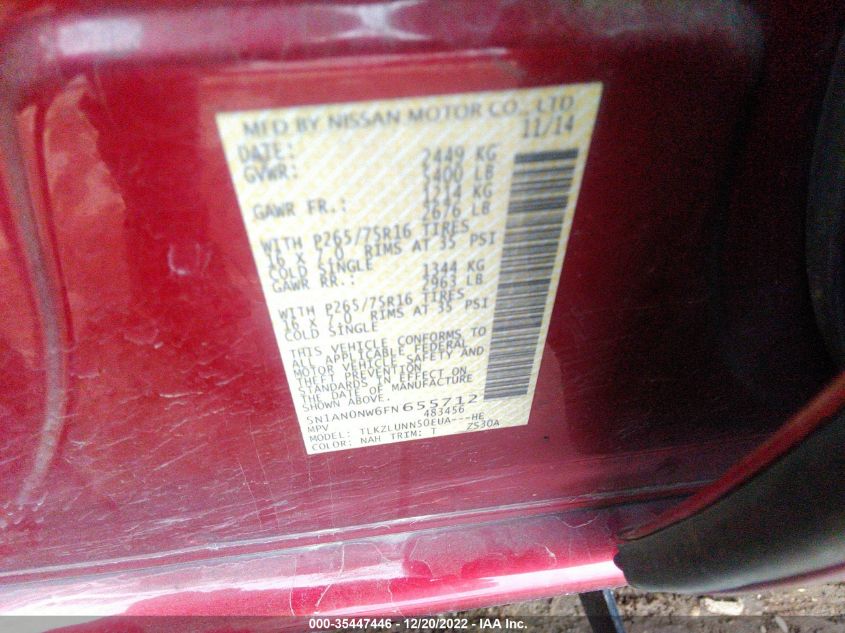 MFD BY NISSAN MOTOR CO., LTD
DATE: 11/14
GVWR: 2449 KG
5400 LB
GAWR FR.: 1214 KG
2676 LB
WITH P265/75R16 TIRES
16 X 7.0 RIMS AT 35 PSI
COLD SINGLE
GAWR RR.: 1344 KG
2963 LB
WITH P265/75R16 TIRES
16 X 7.0 RIMS AT 35 PSI
COLD SINGLE
THIS VEHICLE CONFORMS TO
ALL APPLICABLE FEDERAL
MOTOR VEHICLE SAFETY AND
THEFT PREVENTION
STANDARDS IN EFFECT ON
THE DATE OF MANUFACTURE
SHOWN ABOVE.
5N1AN0NW6FN655712
MPV 483456
MODEL: TLKZLUNN50EUA---HE
COLOR: NAH TRIM: T ZS30A
000-35447446 - 12/20/2022 - IAA Inc.